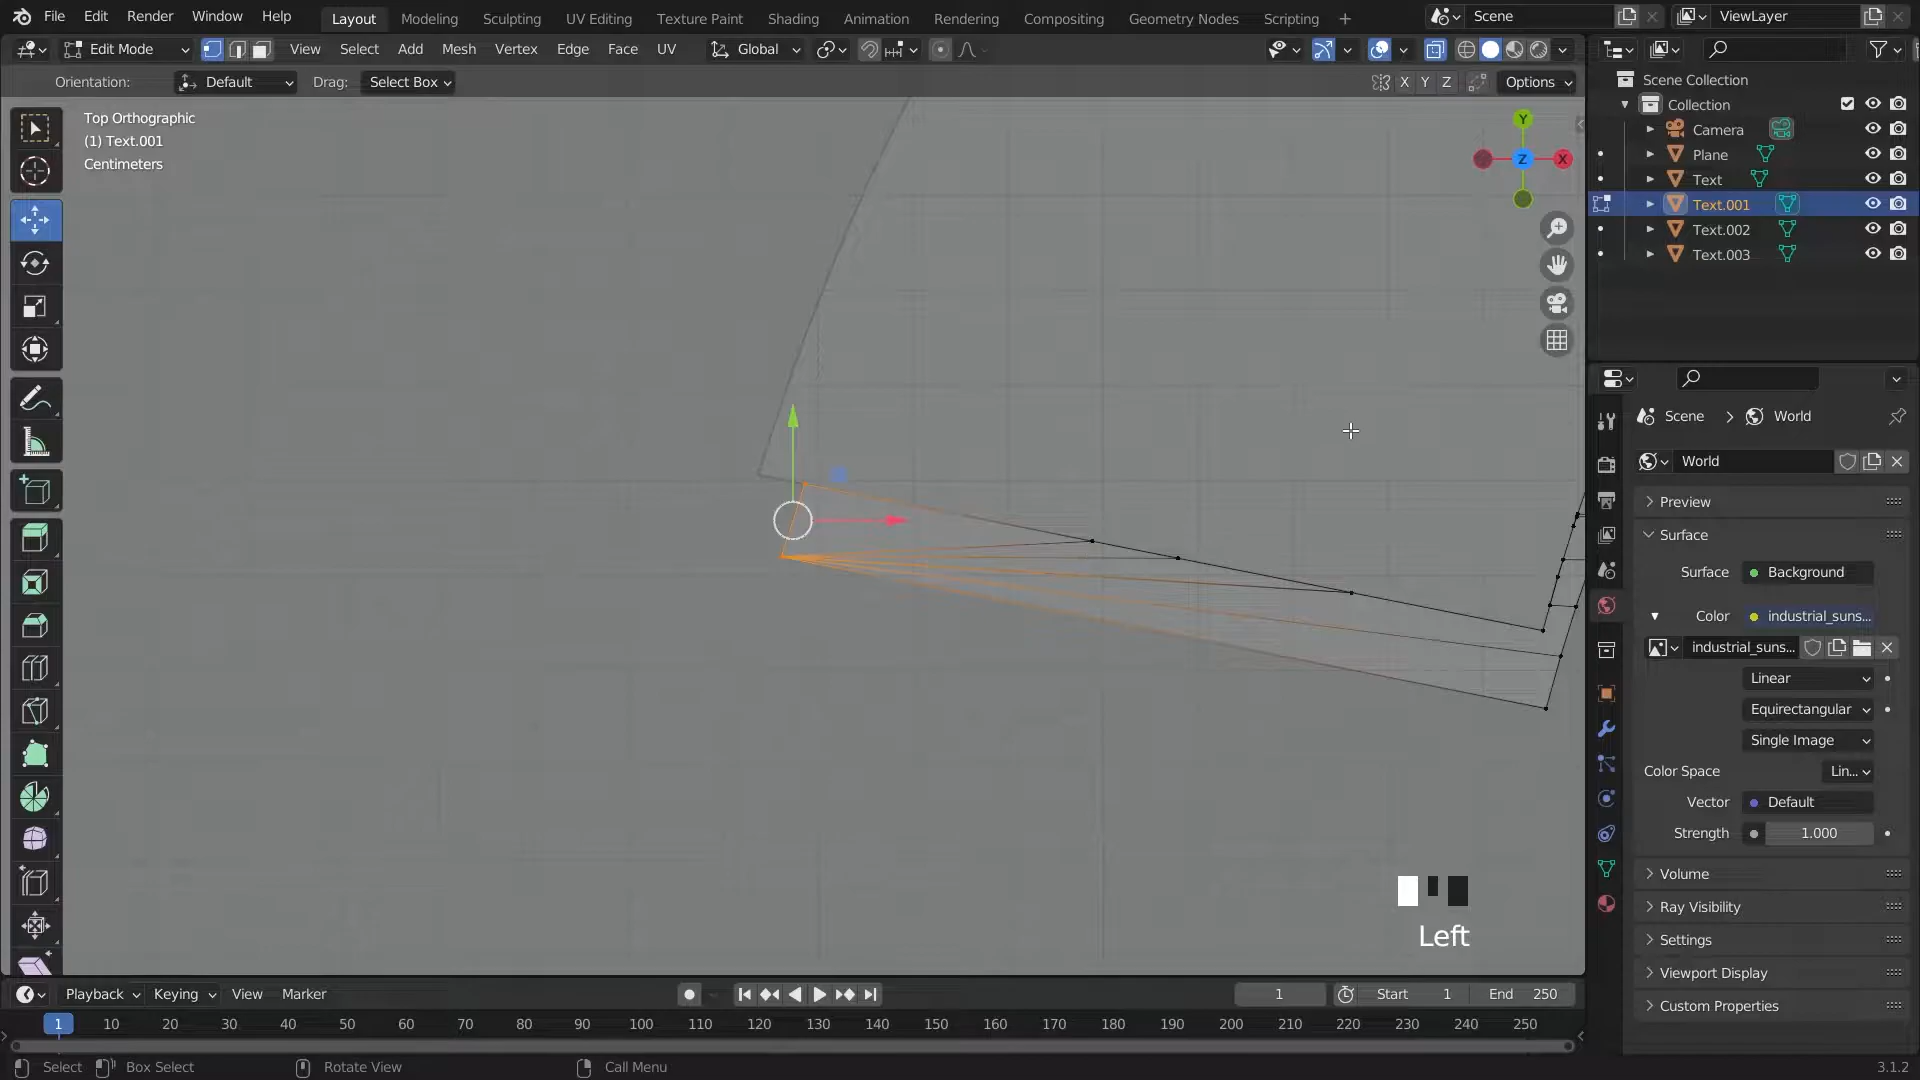 File Edit Render Window Help Layout Modeling Sculpting UV Editing Texture Paint Shading Animation Rendering Compositing Geometry Nodes Scripting + Scene ViewLayer
Edit Mode View Select Add Mesh Vertex Edge Face UV Global
Orientation: Default Drag: Select Box X Y Z Options
Top Orthographic
(1) Text.001
Centimeters
Y
Z
X
Scene Collection
Collection
Camera
Plane
Text
Text.001
Text.002
Text.003
Scene > World
World
Preview
Surface
Surface Background
Color industrial_suns...
industrial_suns...
Linear
Equirectangular
Single Image
Color Space Lin...
Vector Default
Strength 1.000
Volume
Ray Visibility
Settings
Viewport Display
Custom Properties
Left
Playback Keying View Marker 1 Start 1 End 250
1 10 20 30 40 50 60 70 80 90 100 110 120 130 140 150 160 170 180 190 200 210 220 230 240 250
Select Box Select Rotate View Call Menu 3.1.2